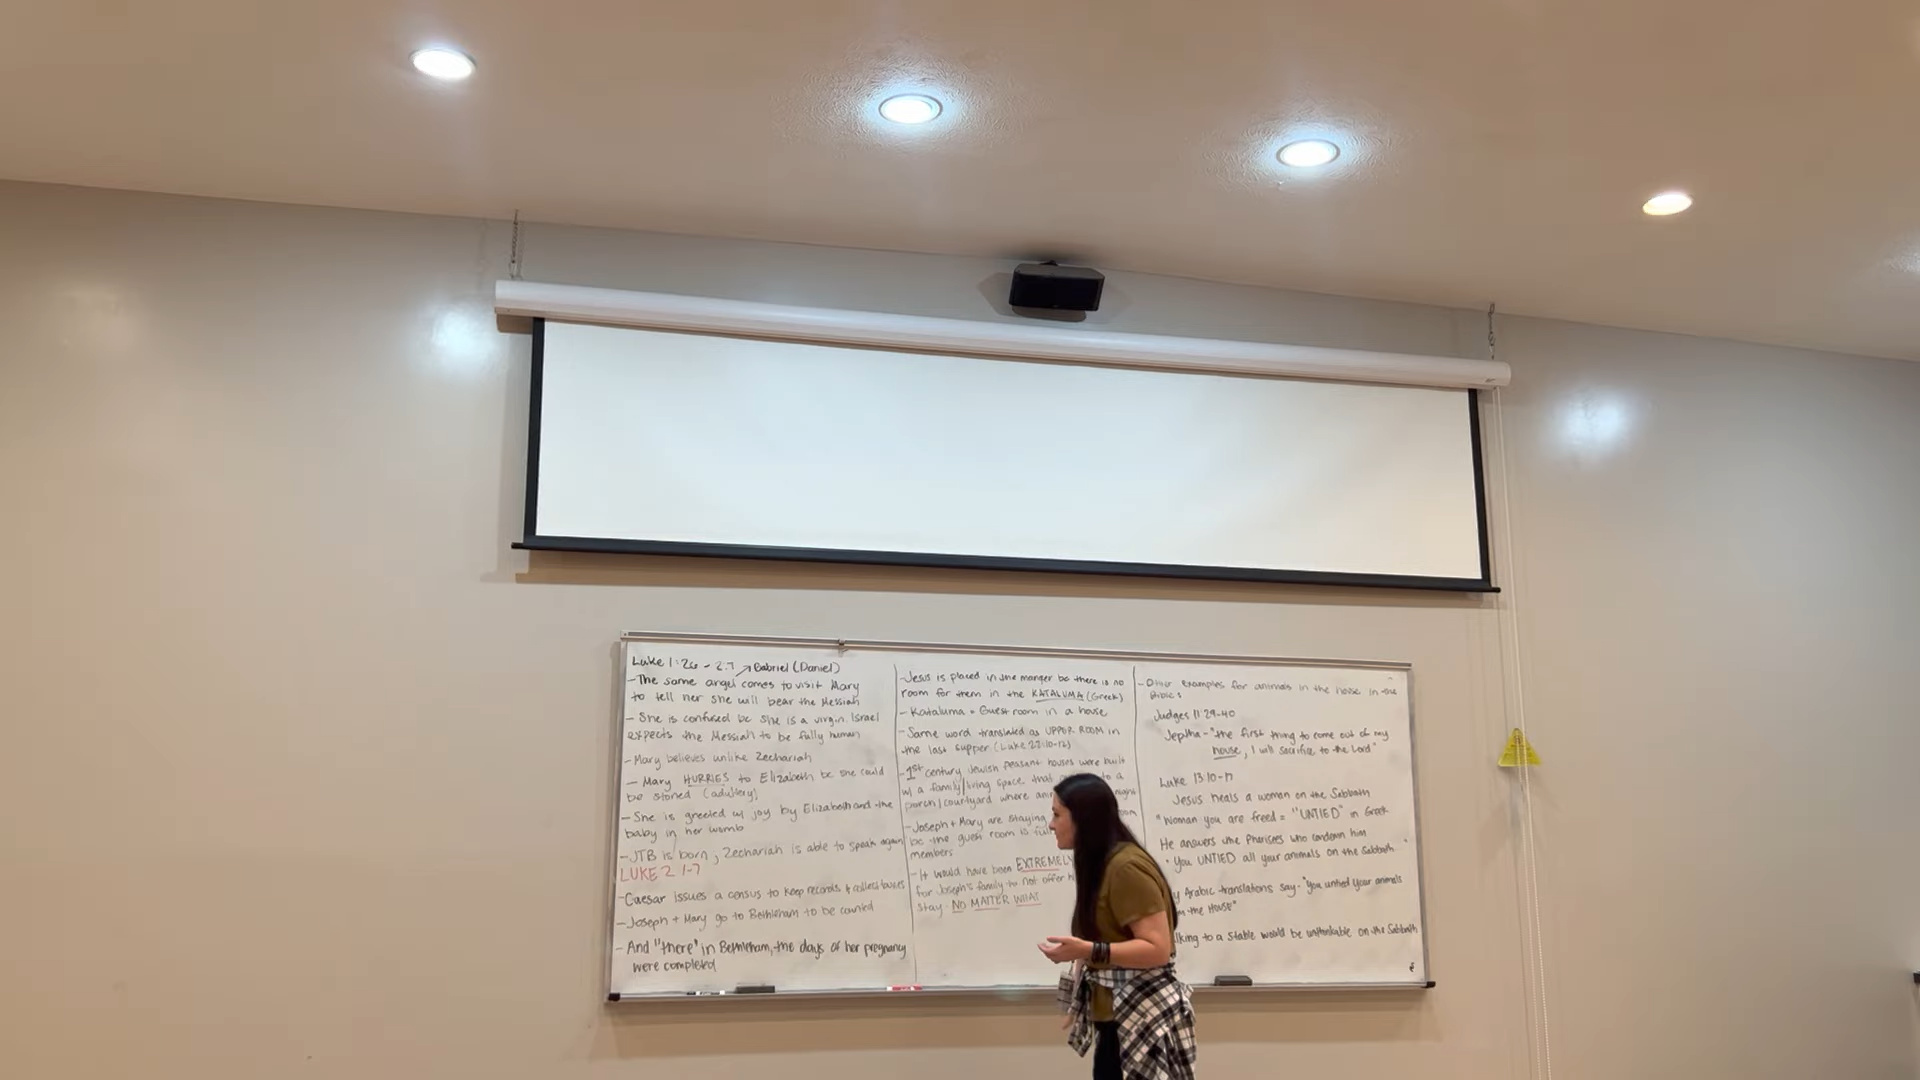 Luke 1:26 - 2:7 ↗ Gabriel (Daniel)
- The same angel comes to visit Mary
to tell her she will bear the Messiah
- She is confused bc she is a virgin. Israel
expects the Messiah to be fully human
- Mary believes unlike Zechariah
- Mary HURRIES to Elizabeth bc she could
be stoned (adultery)
- She is greeted w/ joy by Elizabeth and the
baby in her womb
- JTB is born, Zechariah is able to speak again
LUKE 2 1-7
- Caesar issues a census to keep records & collect taxes
- Joseph + Mary go to Bethlehem to be counted
- And "there" in Bethlehem, the days of her pregnancy
were completed
- Jesus is placed in the manger bc there is no
room for them in the KATALUMA (Greek)
- Kataluma = Guest room in a house
- Same word translated as UPPER ROOM in
the last supper (Luke 22:10-12)
- 1st century Jewish peasant houses were built
w/ a family/living space that to a
porch/courtyard where night
- Joseph + Mary are staying
bc the guest room is full
members
- It would have been EXTREMELY
for Joseph's family to not offer
stay - NO MATTER WHAT
- Other examples for animals in the house in the
Bible:
Judges 11:29-40
Jeptha - "the first thing to come out of my
house, I will sacrifice to the Lord"
Luke 13:10-17
Jesus heals a woman on the Sabbath
"Woman you are freed = "UNTIED" in Greek
He answers the Pharisees who condemn him
"You UNTIED all your animals on the Sabbath
Arabic translations say - "you untied your animals
the HOUSE"
to a stable would be unthinkable on the Sabbath